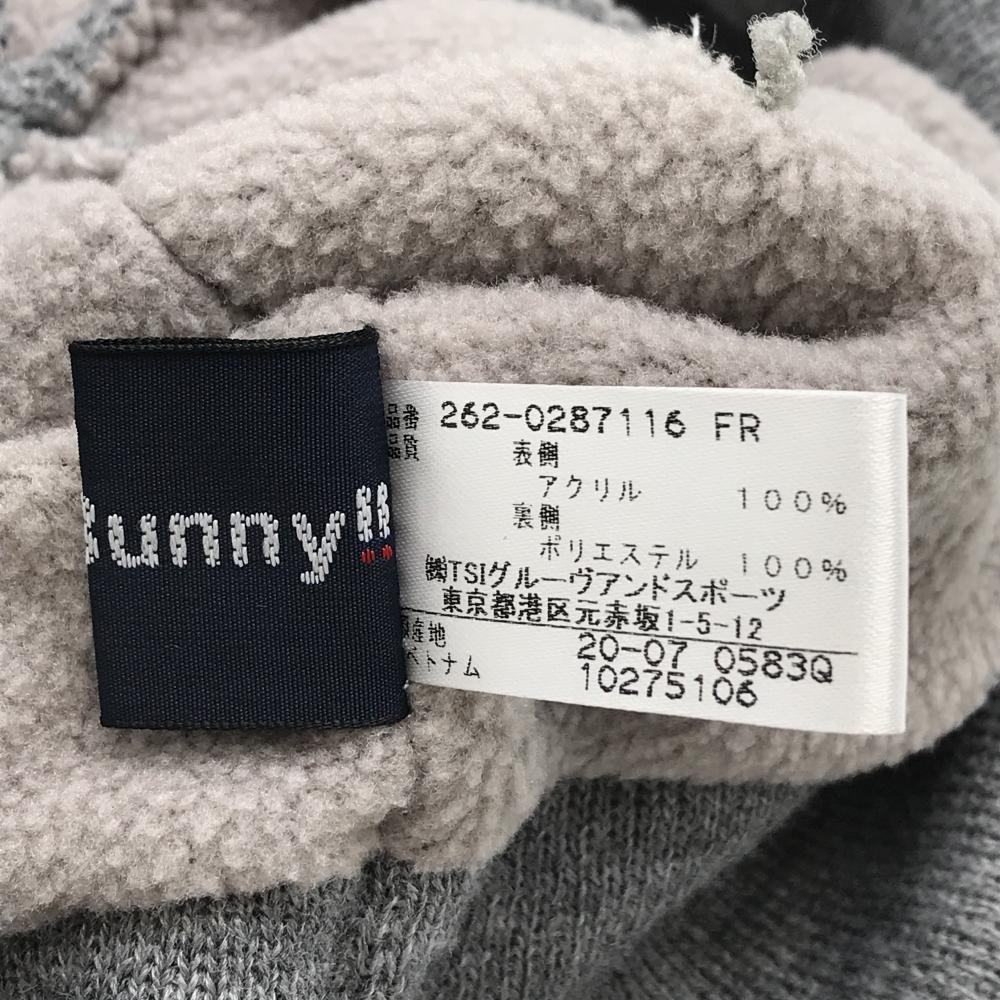 unny!!
品番 262-0287116 FR
品質
表側
アクリル 100%
裏側
ポリエステル 100%
㈱TSIグルーヴアンドスポーツ
東京都港区元赤坂1-5-12
産地 20-07 0583Q
ベトナム 10275106